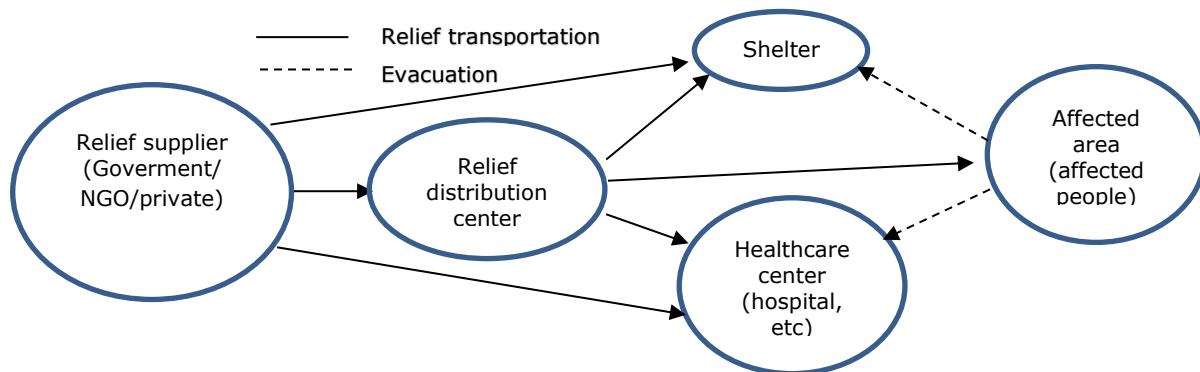 Relief transportation
Evacuation
Shelter
Relief supplier
(Goverment/
NGO/private)
Relief
distribution
center
Affected
area
(affected
people)
Healthcare
center
(hospital,
etc)